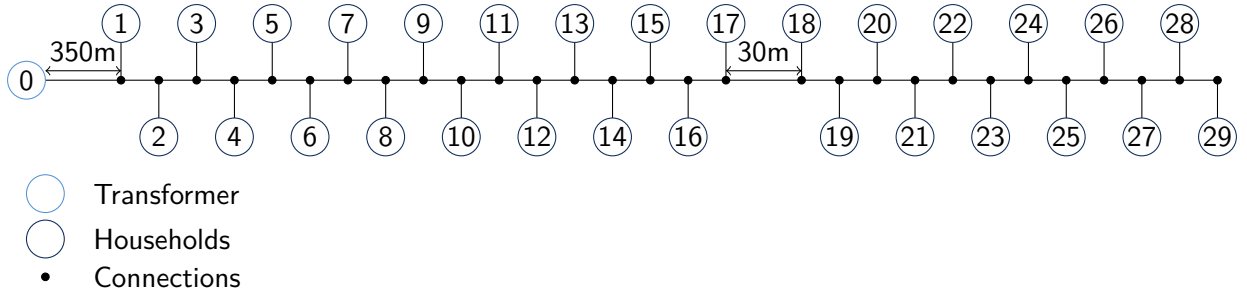 1 3 5 7 9 11 13 15 17 18 20 22 24 26 28
350m 30m
0
2 4 6 8 10 12 14 16 19 21 23 25 27 29
Transformer
Households
Connections